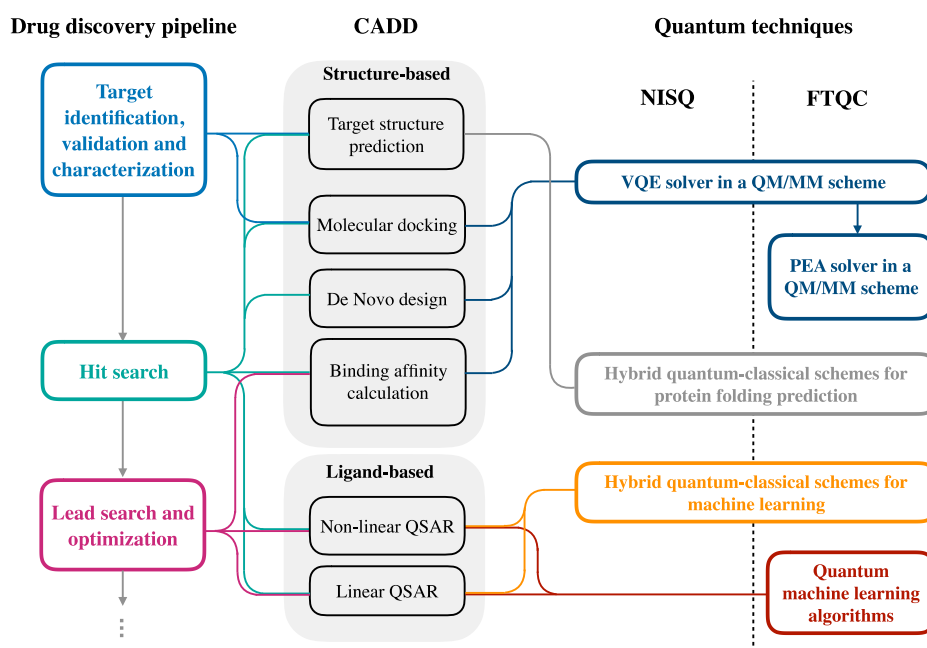 Drug discovery pipeline
CADD
Quantum techniques
Structure-based
NISQ
FTQC
Target
identification,
validation and
characterization
Target structure
prediction
VQE solver in a QM/MM scheme
Molecular docking
PEA solver in a
QM/MM scheme
De Novo design
Hit search
Binding affinity
calculation
Hybrid quantum-classical schemes for
protein folding prediction
Ligand-based
Hybrid quantum-classical schemes for
machine learning
Lead search and
optimization
Non-linear QSAR
Linear QSAR
Quantum
machine learning
algorithms
...